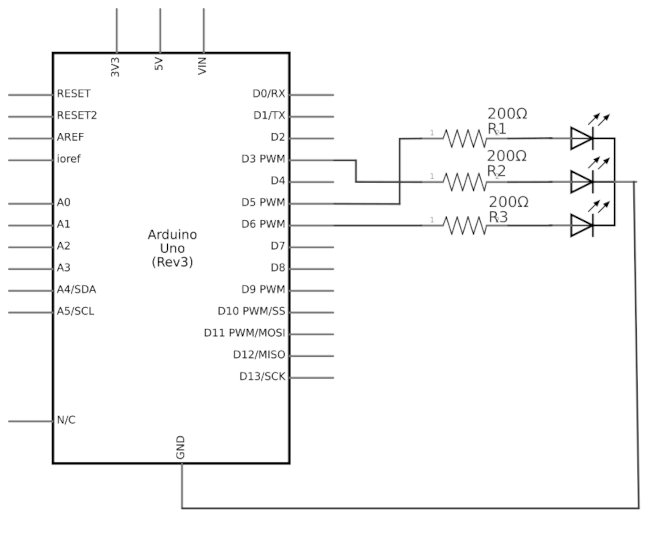 3V3
5V
VIN
RESET
RESET2
AREF
ioref
A0
A1
A2
A3
A4/SDA
A5/SCL
N/C
Arduino
Uno
(Rev3)
D0/RX
D1/TX
D2
D3 PWM
D4
D5 PWM
D6 PWM
D7
D8
D9 PWM
D10 PWM/SS
D11 PWM/MOSI
D12/MISO
D13/SCK
GND
200Ω
1
R1
200Ω
1
R2
200Ω
1
R3